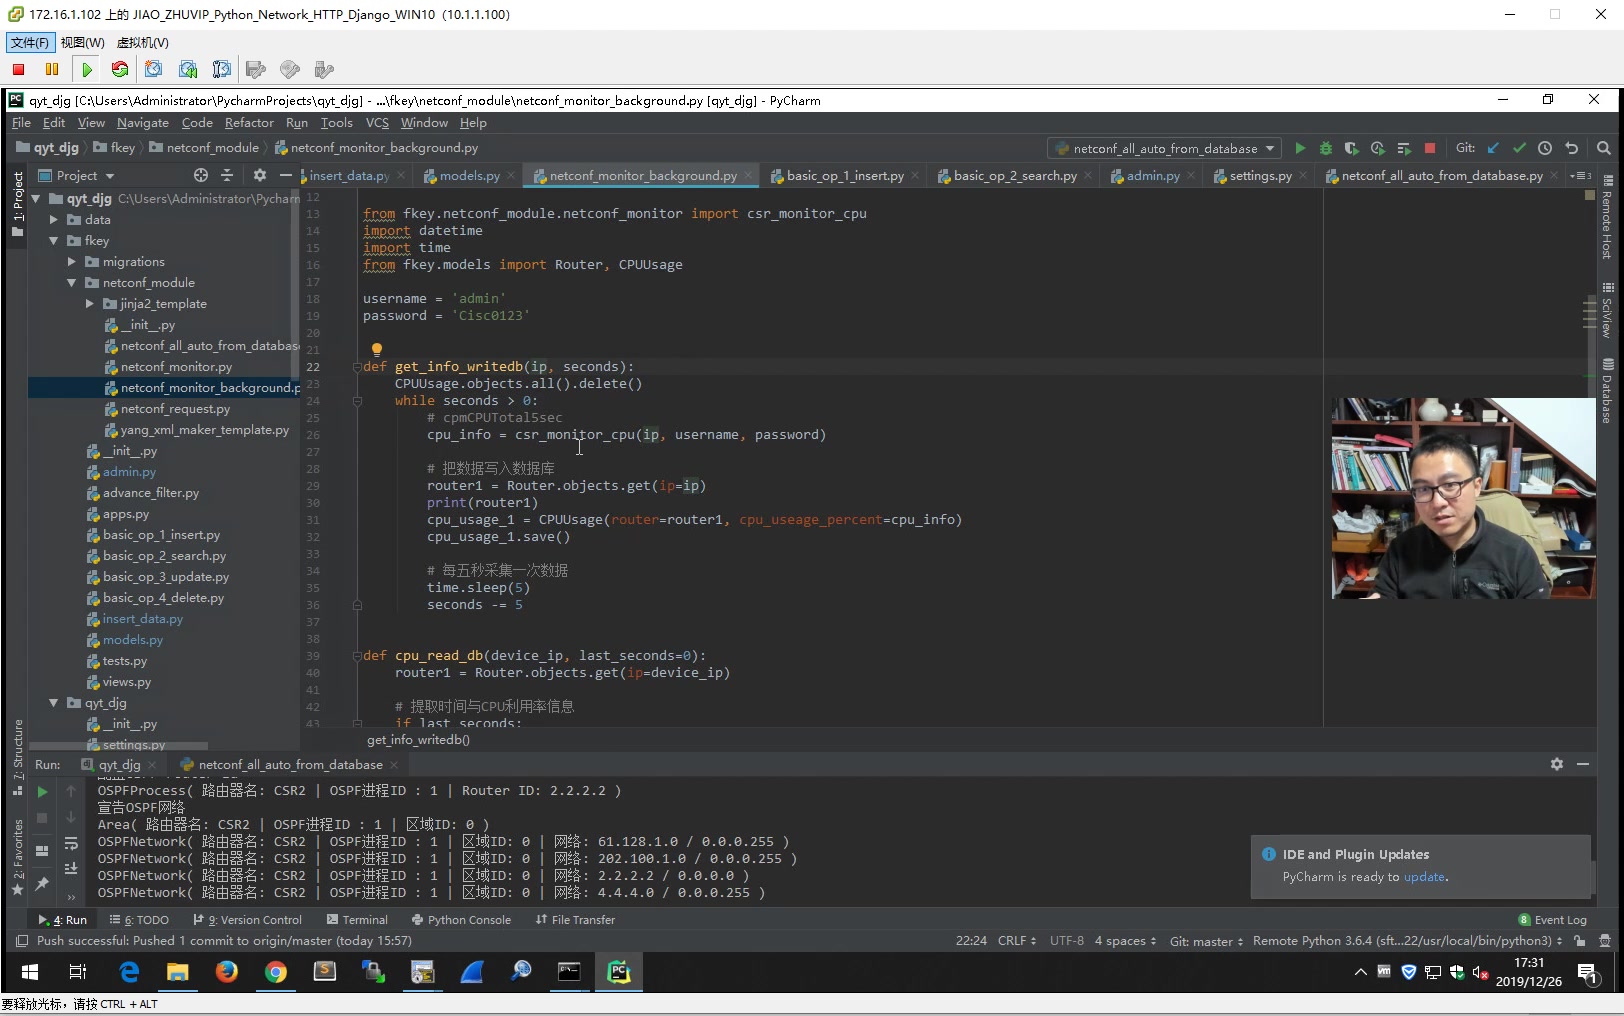 172.16.1.102 上的 JIAO_ZHUVIP_Python_Network_HTTP_Django_WIN10（10.1.1.100）
文件(F) 视图(W) 虚拟机(V)
qyt_djg [C:\Users\Administrator\PycharmProjects\qyt_djg] - ...\fkey\netconf_module\netconf_monitor_background.py [qyt_djg] - PyCharm
File Edit View Navigate Code Refactor Run Tools VCS Window Help
qyt_djg fkey netconf_module netconf_monitor_background.py netconf_all_auto_from_database Git:
Project insert_data.py models.py netconf_monitor_background.py basic_op_1_insert.py basic_op_2_search.py admin.py settings.py netconf_all_auto_from_database.py
1: Project
7: Structure
2: Favorites
qyt_djg C:\Users\Administrator\Pycharm
data
fkey
migrations
netconf_module
jinja2_template
__init__.py
netconf_all_auto_from_databas
netconf_monitor.py
netconf_monitor_background.p
netconf_request.py
yang_xml_maker_template.py
__init__.py
admin.py
advance_filter.py
apps.py
basic_op_1_insert.py
basic_op_2_search.py
basic_op_3_update.py
basic_op_4_delete.py
insert_data.py
models.py
tests.py
views.py
qyt_djg
__init__.py
settings.py
12
13 from fkey.netconf_module.netconf_monitor import csr_monitor_cpu
14 import datetime
15 import time
16 from fkey.models import Router, CPUUsage
17
18 username = 'admin'
19 password = 'Cisc0123'
20
21
22 def get_info_writedb(ip, seconds):
23 CPUUsage.objects.all().delete()
24 while seconds > 0:
25 # cpmCPUTotal5sec
26 cpu_info = csr_monitor_cpu(ip, username, password)
27
28 # 把数据写入数据库
29 router1 = Router.objects.get(ip=ip)
30 print(router1)
31 cpu_usage_1 = CPUUsage(router=router1, cpu_useage_percent=cpu_info)
32 cpu_usage_1.save()
33
34 # 每五秒采集一次数据
35 time.sleep(5)
36 seconds -= 5
37
38
39 def cpu_read_db(device_ip, last_seconds=0):
40 router1 = Router.objects.get(ip=device_ip)
41
42 # 提取时间与CPU利用率信息
43 if last_seconds:
get_info_writedb()
Remote Host
SciView
Database
Run: qyt_djg netconf_all_auto_from_database
OSPFProcess( 路由器名: CSR2 | OSPF进程ID : 1 | Router ID: 2.2.2.2 )
宣告OSPF网络
Area( 路由器名: CSR2 | OSPF进程ID : 1 | 区域ID: 0 )
OSPFNetwork( 路由器名: CSR2 | OSPF进程ID : 1 | 区域ID: 0 | 网络: 61.128.1.0 / 0.0.0.255 )
OSPFNetwork( 路由器名: CSR2 | OSPF进程ID : 1 | 区域ID: 0 | 网络: 202.100.1.0 / 0.0.0.255 )
OSPFNetwork( 路由器名: CSR2 | OSPF进程ID : 1 | 区域ID: 0 | 网络: 2.2.2.2 / 0.0.0.0 )
OSPFNetwork( 路由器名: CSR2 | OSPF进程ID : 1 | 区域ID: 0 | 网络: 4.4.4.0 / 0.0.0.255 )
IDE and Plugin Updates
PyCharm is ready to update.
4: Run 6: TODO 9: Version Control Terminal Python Console File Transfer 8 Event Log
Push successful: Pushed 1 commit to origin/master (today 15:57) 22:24 CRLF UTF-8 4 spaces Git: master Remote Python 3.6.4 (sft...22/usr/local/bin/python3)
17:31
2019/12/26
1
要释放光标，请按 CTRL + ALT